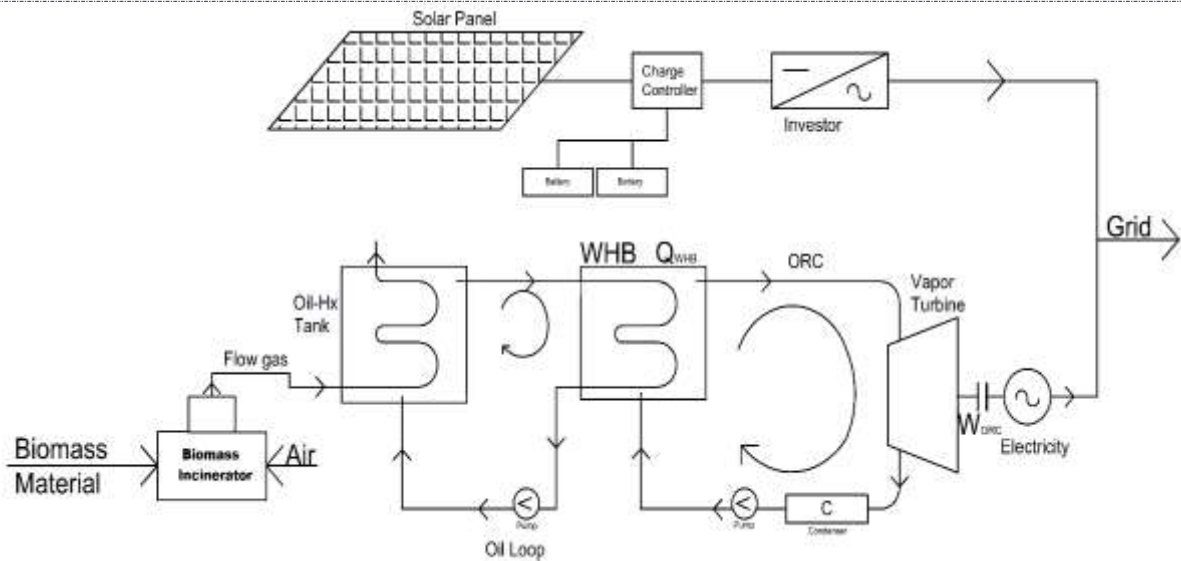 Solar Panel
Charge
Controller
Investor
Battery
Battery
Grid
WHB QWHB
ORC
Vapor
Turbine
Oil-Hx
Tank
Flow gas
Biomass
Material
Biomass
Incinerator
Air
WORC
Electricity
Pump
Oil Loop
Pump
C
Condenser